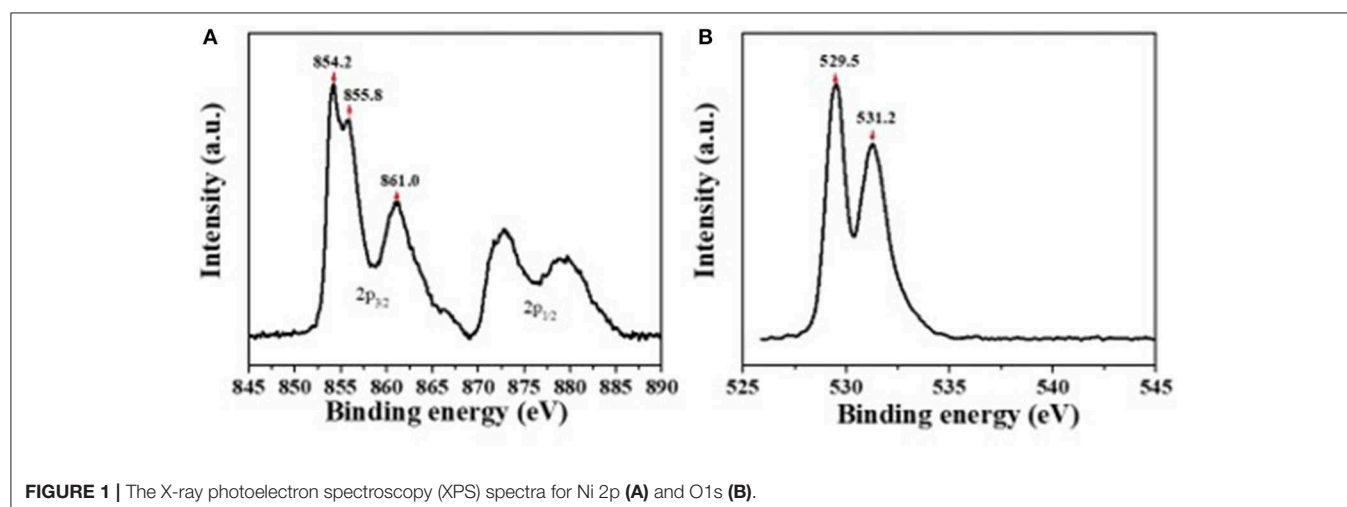 A
854.2
855.8
861.0
2p3/2
2p1/2
Intensity (a.u.)
845 850 855 860 865 870 875 880 885 890
Binding energy (eV)
B
529.5
531.2
Intensity (a.u.)
525 530 535 540 545
Binding energy (eV)
FIGURE 1 | The X-ray photoelectron spectroscopy (XPS) spectra for Ni 2p (A) and O1s (B).